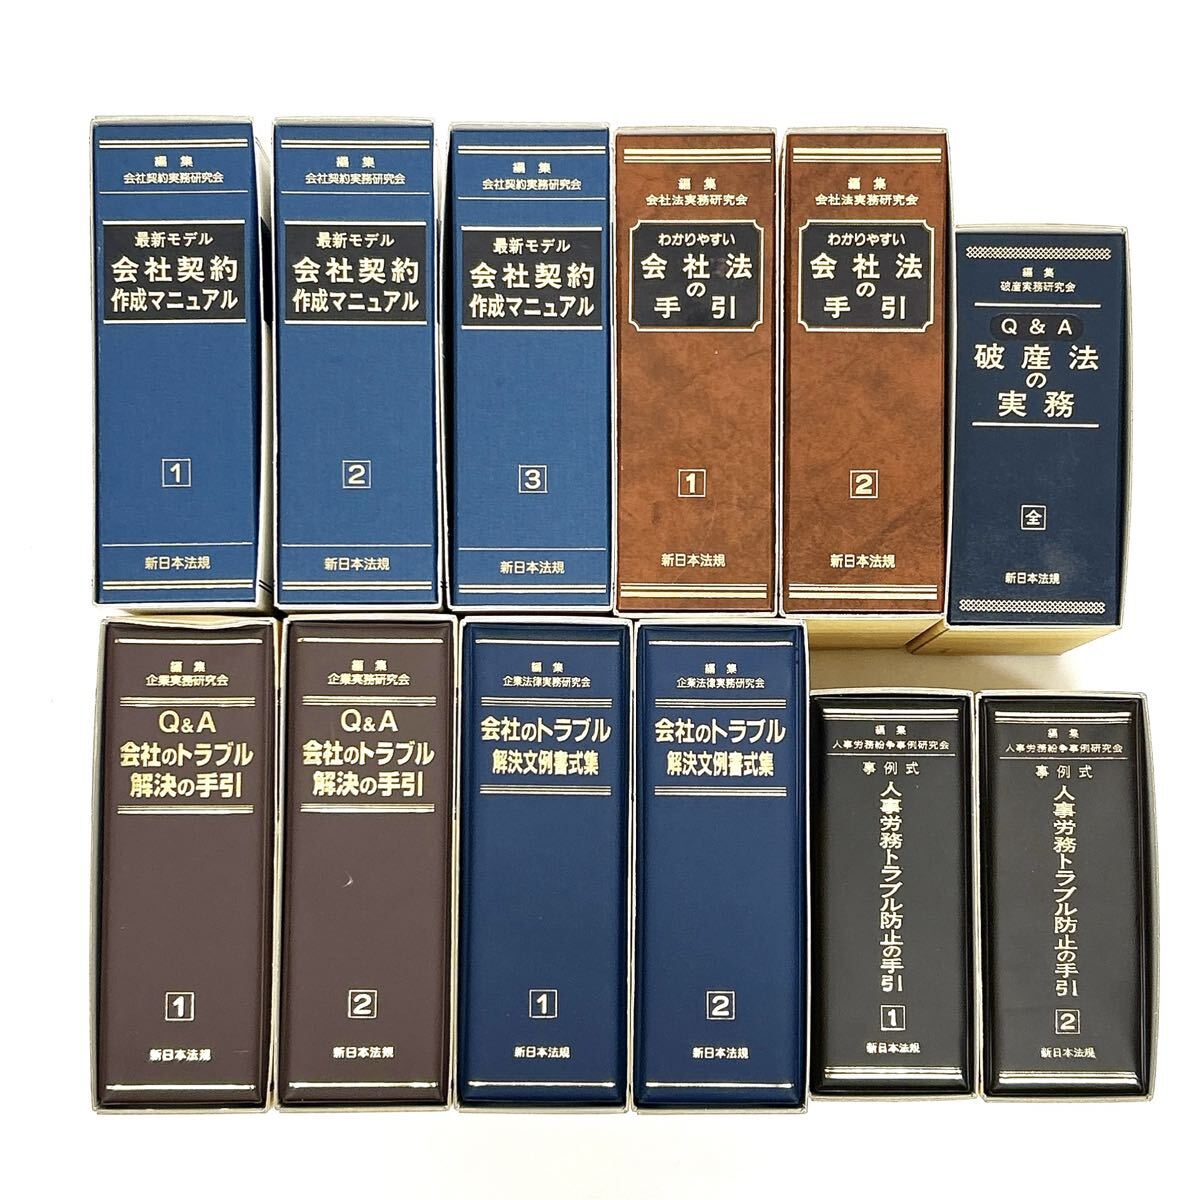 編集
会社契約実務研究会
最新モデル
会社契約
作成マニュアル
1
新日本法規
編集
会社契約実務研究会
最新モデル
会社契約
作成マニュアル
2
新日本法規
編集
会社契約実務研究会
最新モデル
会社契約
作成マニュアル
3
新日本法規
編集
会社法実務研究会
わかりやすい
会社法
の
手引
1
新日本法規
編集
会社法実務研究会
わかりやすい
会社法
の
手引
2
新日本法規
編集
破産実務研究会
Q&A
破産法
の
実務
全
新日本法規
編集
企業実務研究会
Q&A
会社のトラブル
解決の手引
1
新日本法規
編集
企業実務研究会
Q&A
会社のトラブル
解決の手引
2
新日本法規
編集
企業法律実務研究会
会社のトラブル
解決文例書式集
1
新日本法規
編集
企業法律実務研究会
会社のトラブル
解決文例書式集
2
新日本法規
編集
人事労務紛争事例研究会
事例式
人事労務トラブル防止の手引
1
新日本法規
編集
人事労務紛争事例研究会
事例式
人事労務トラブル防止の手引
2
新日本法規